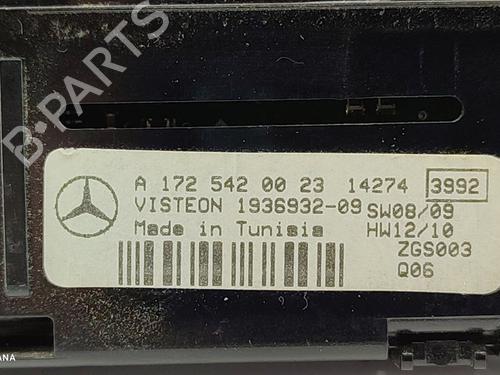 B-PARTS
A 172 542 00 23 14274 3992
VISTEON 1936932-09 SW08/09
Made in Tunisia HW12/10
ZGS003
Q06
ANA